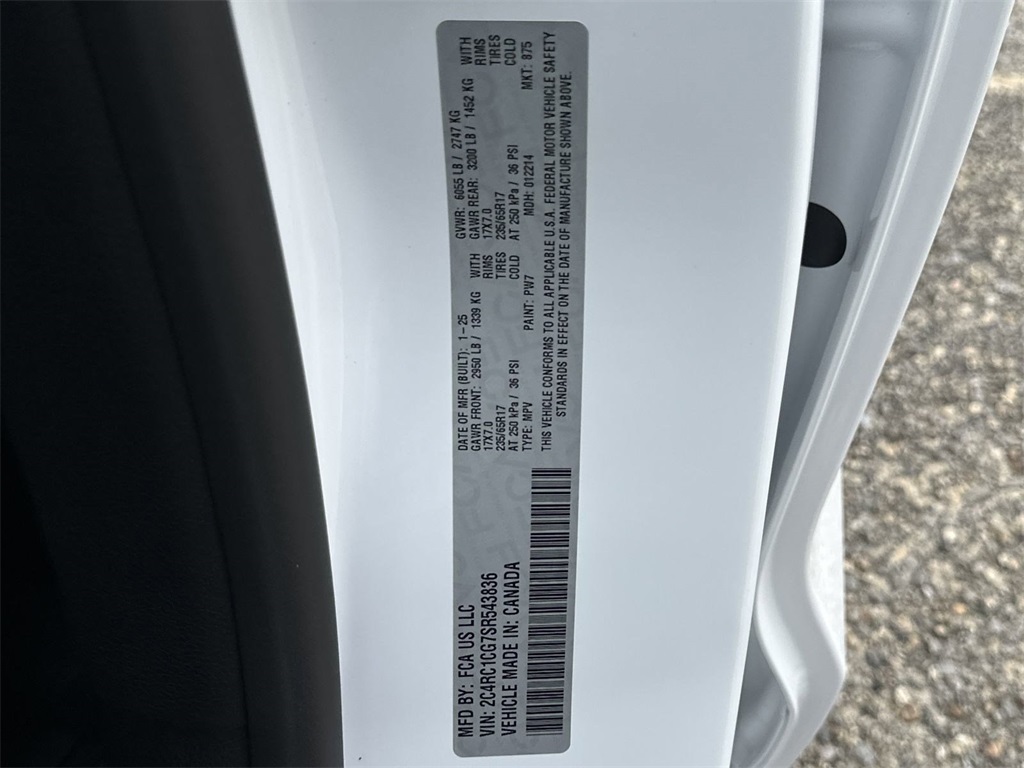 MFD BY: FCA US LLC
VIN: 2C4RC1CG7SR543836
VEHICLE MADE IN: CANADA
DATE OF MFR (BUILT): 1-25
GAWR FRONT: 2950 LB / 1339 KG WITH
17X7.0 RIMS
235/65R17 TIRES
AT 250 kPa / 36 PSI COLD
TYPE: MPV
GVWR: 6055 LB / 2747 KG
GAWR REAR: 3200 LB / 1452 KG WITH
17X7.0 RIMS
235/65R17 TIRES
AT 250 kPa / 36 PSI COLD
PAINT: PW7 MDH: 012214 MKT: 875
THIS VEHICLE CONFORMS TO ALL APPLICABLE U.S.A. FEDERAL MOTOR VEHICLE SAFETY
STANDARDS IN EFFECT ON THE DATE OF MANUFACTURE SHOWN ABOVE.